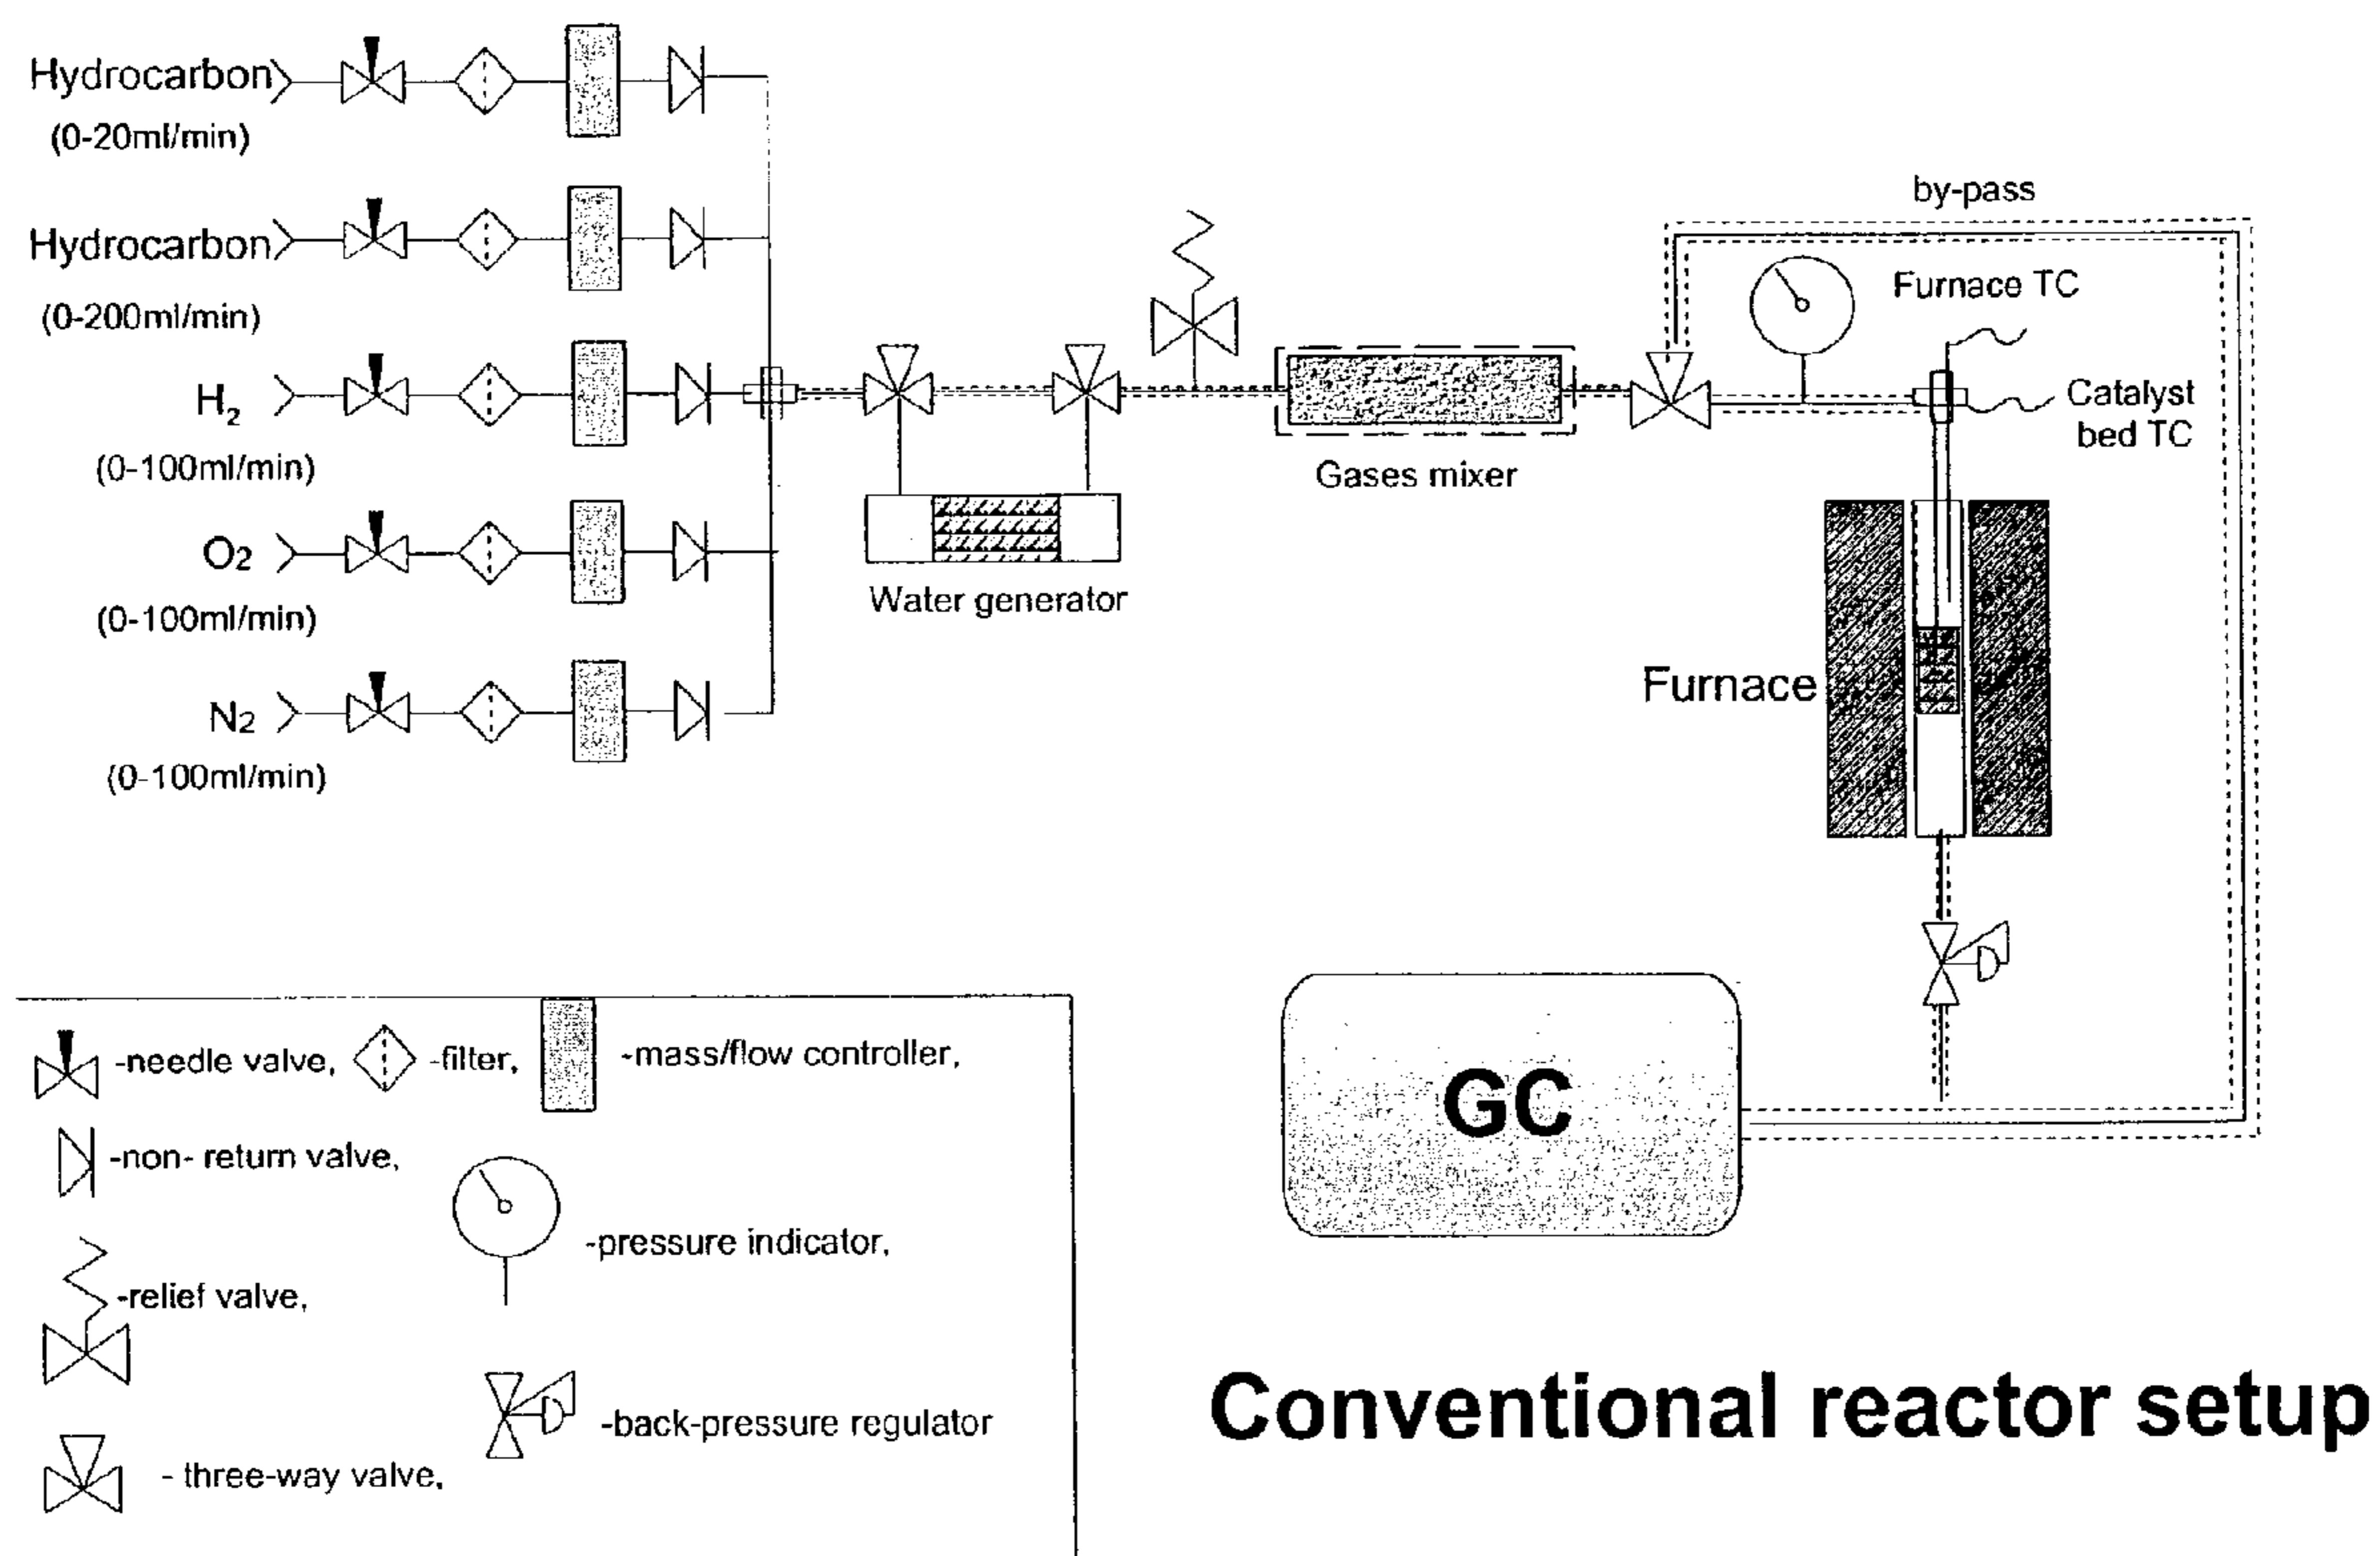 Hydrocarbon
(0-20ml/min)
Hydrocarbon
(0-200ml/min)
H2
(0-100ml/min)
O2
(0-100ml/min)
N2
(0-100ml/min)
Water generator
Gases mixer
by-pass
Furnace TC
Catalyst
bed TC
Furnace
GC
-needle valve, -filter, -mass/flow controller,
-non- return valve,
-pressure indicator,
-relief valve,
-back-pressure regulator
- three-way valve,
Conventional reactor setup